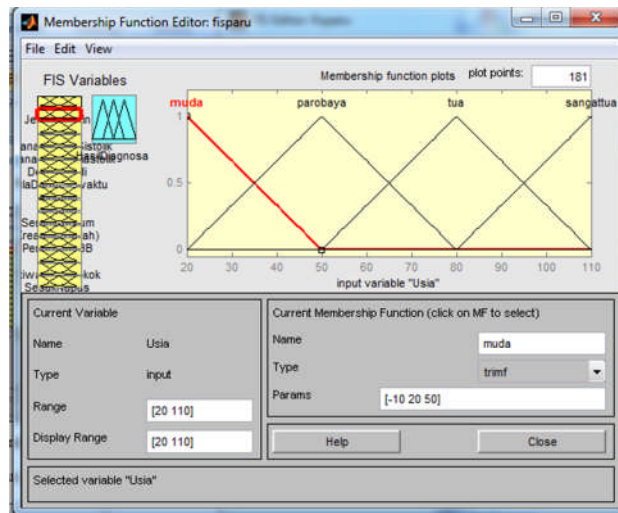 Membership Function Editor: fisparu
File Edit View
FIS Variables
Membership function plots plot points: 181
muda parobaya tua sangattua
HasilDiagnosa
1
0.5
0
20 30 40 50 60 70 80 90 100 110
input variable "Usia"
Current Variable
Name Usia
Type input
Range [20 110]
Display Range [20 110]
Current Membership Function (click on MF to select)
Name muda
Type trimf
Params [-10 20 50]
Help Close
Selected variable "Usia"